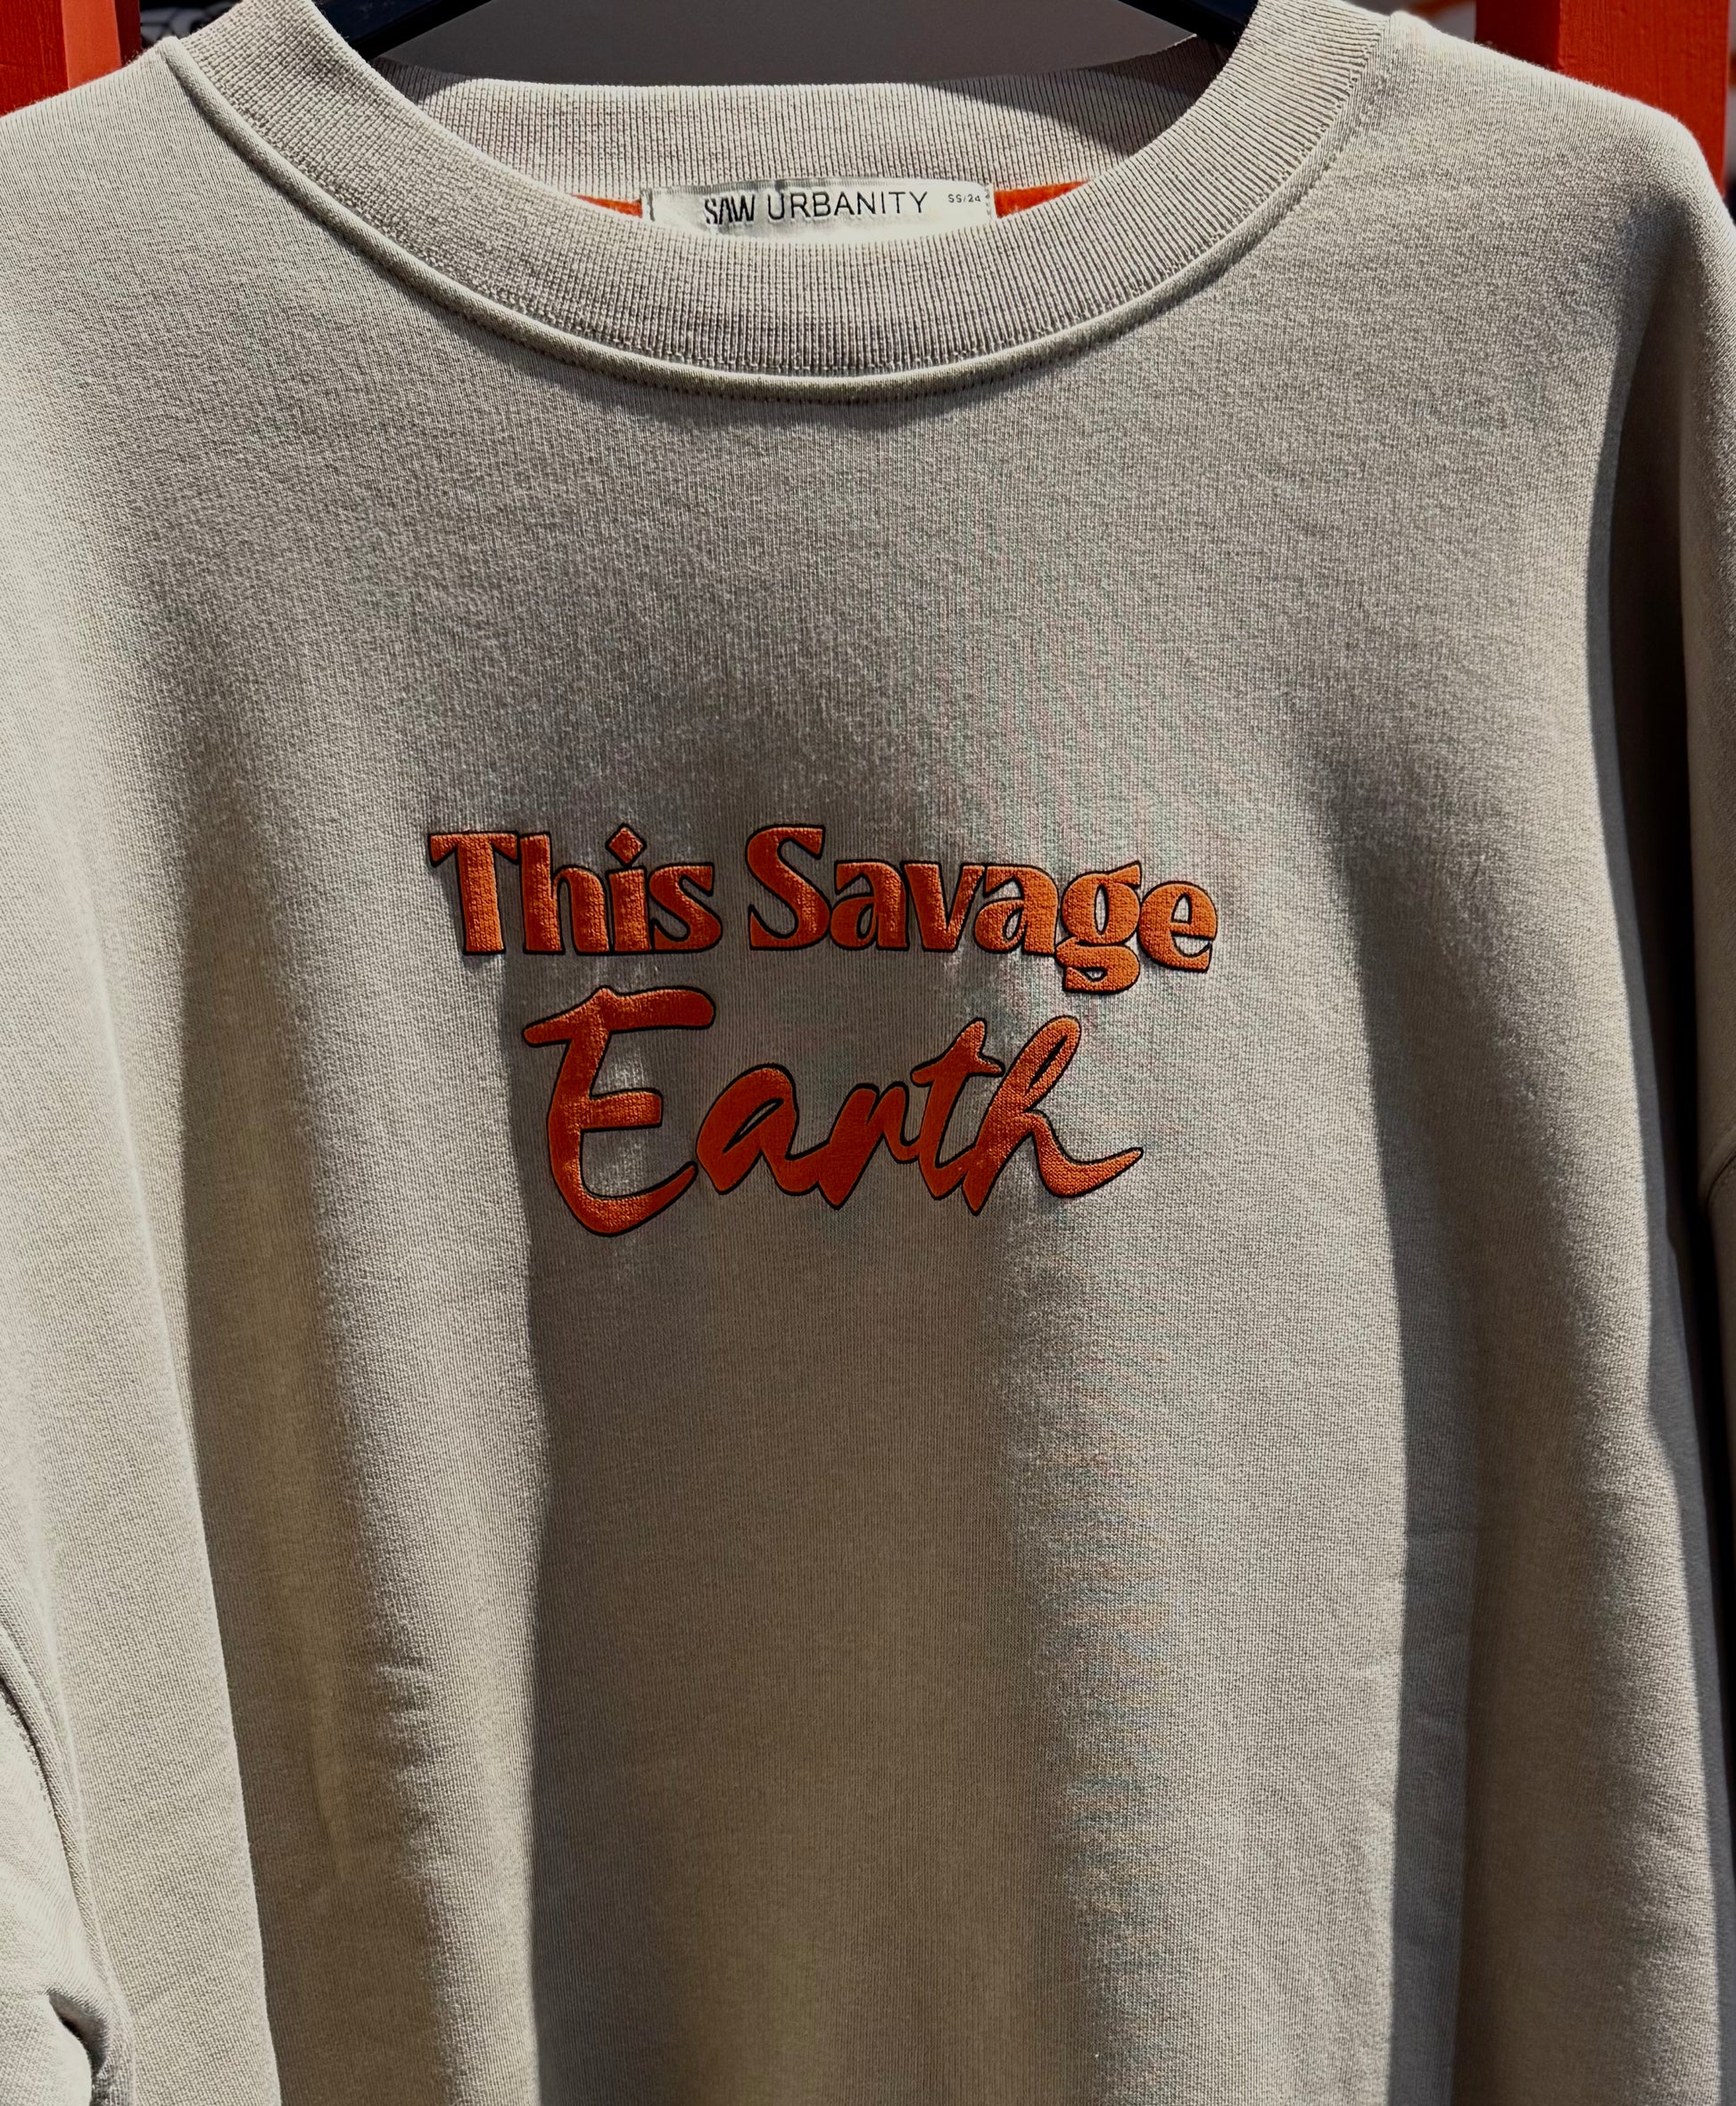 SAW URBANITY SS/24
This Savage
Earth